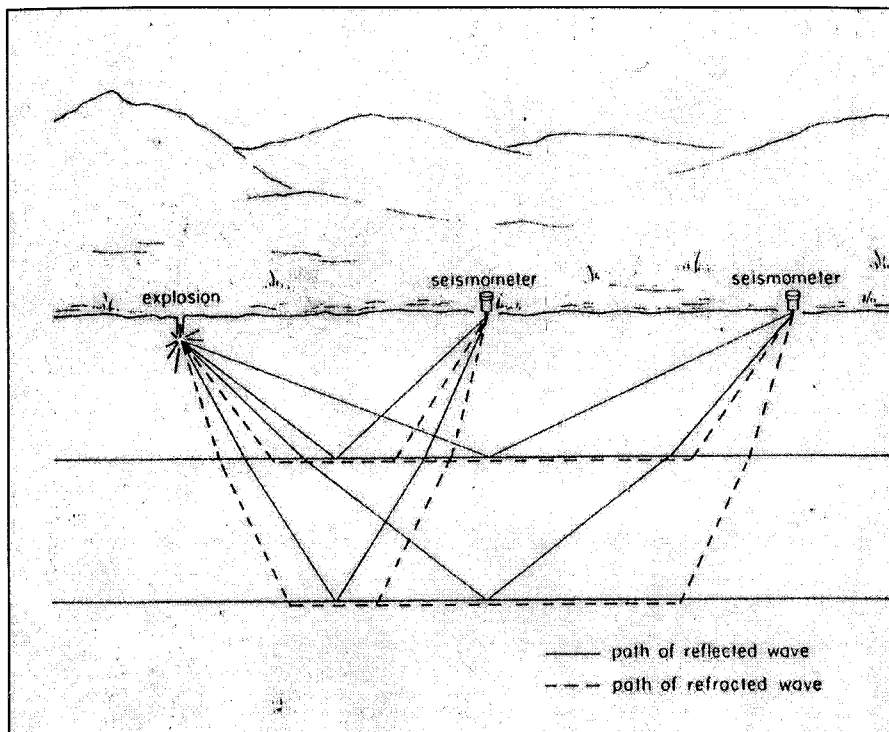 seismometer
seismometer
explosion
path of reflected wave
path of refracted wave